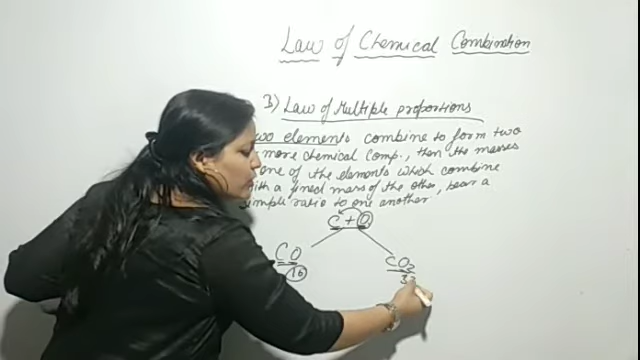 Law of Chemical Combination
3) Law of Multiple proportions
wo elements combine to form two
more chemical comp., then the masses
one of the elements which combine
with a fixed mass of the other, bear a
simple ratio to one another
C + O
CO CO2
16 32